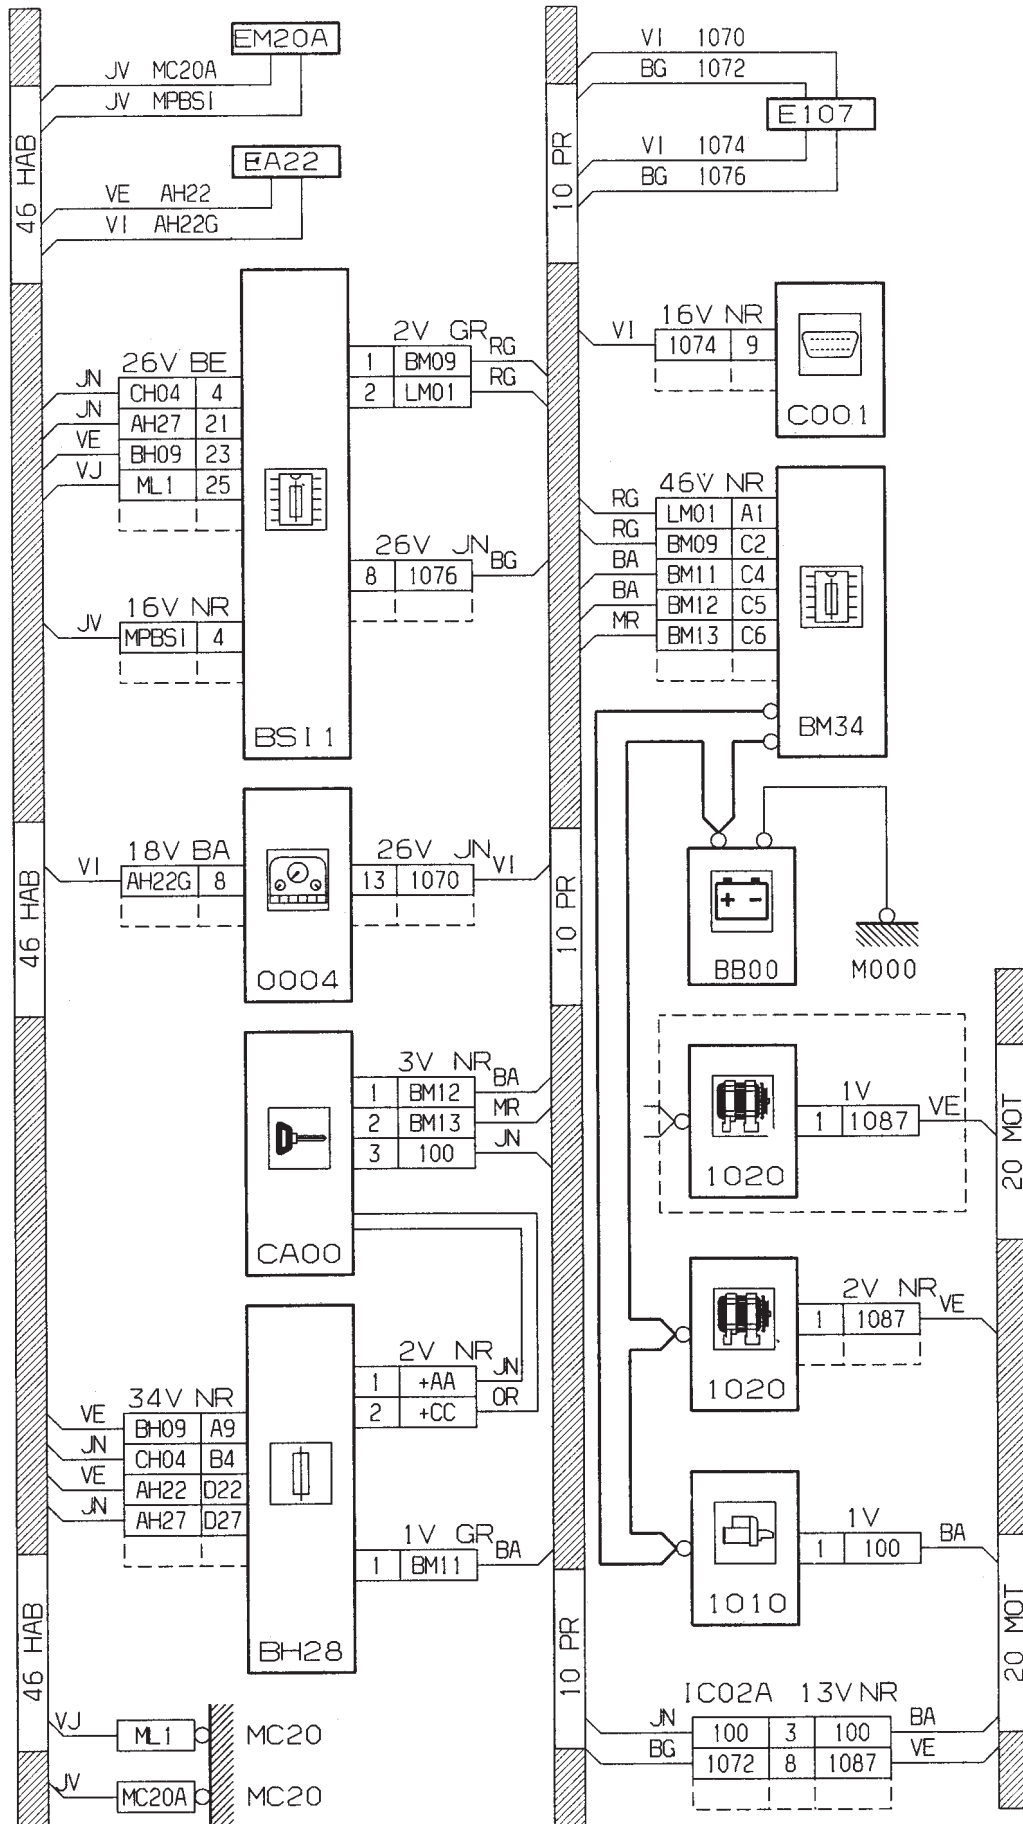 EM20A
JV MC20A
JV MPBSI
46 HAB
EA22
VE AH22
VI AH22G
VI 1070
BG 1072
E107
10 PR
VI 1074
BG 1076
26V BE
JN CH04 4
JN AH27 21
VE BH09 23
VJ ML1 25
2V GR
1 BM09 RG
2 LM01 RG
26V JN
8 1076 BG
16V NR
JV MPBSI 4
BSI1
16V NR
VI 1074 9
C001
46V NR
RG LM01 A1
RG BM09 C2
BA BM11 C4
BA BM12 C5
MR BM13 C6
BM34
46 HAB
18V BA
VI AH22G 8
26V JN
13 1070 VI
0004
10 PR
+ -
BB00
M000
3V NR
1 BM12 BA
2 BM13 MR
3 100 JN
CA00
1V
1 1087 VE
1020
20 MOT
2V NR
1 1087 VE
1020
2V NR
1 +AA JN
2 +CC OR
34V NR
VE BH09 A9
JN CH04 B4
VE AH22 D22
JN AH27 D27
1V GR
1 BM11 BA
BH28
1V
1 100 BA
1010
46 HAB
10 PR
20 MOT
IC02A 13V NR
JN 100 3 100 BA
BG 1072 8 1087 VE
VJ ML1 MC20
JV MC20A MC20